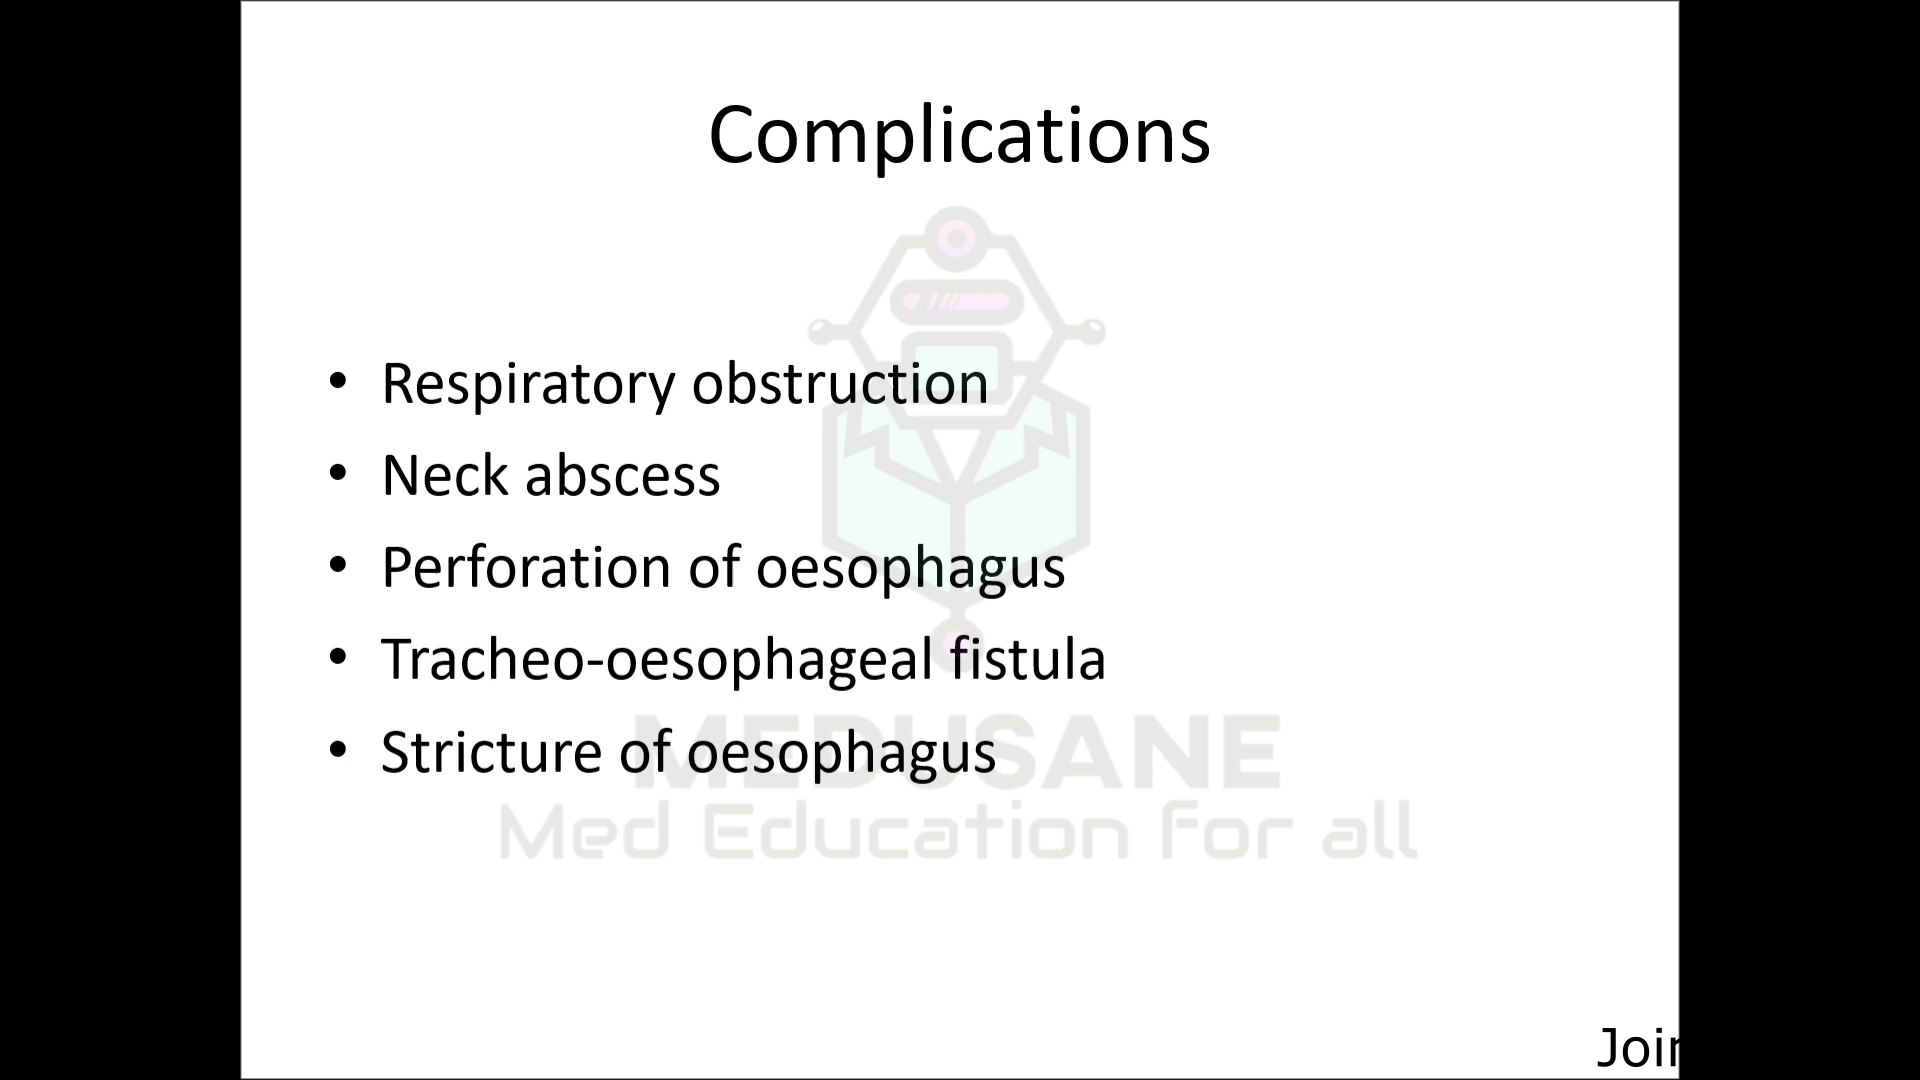 Complications
• Respiratory obstruction
• Neck abscess
• Perforation of oesophagus
• Tracheo-oesophageal fistula
• Stricture of oesophagus
MEDUSANE
Med Education for all